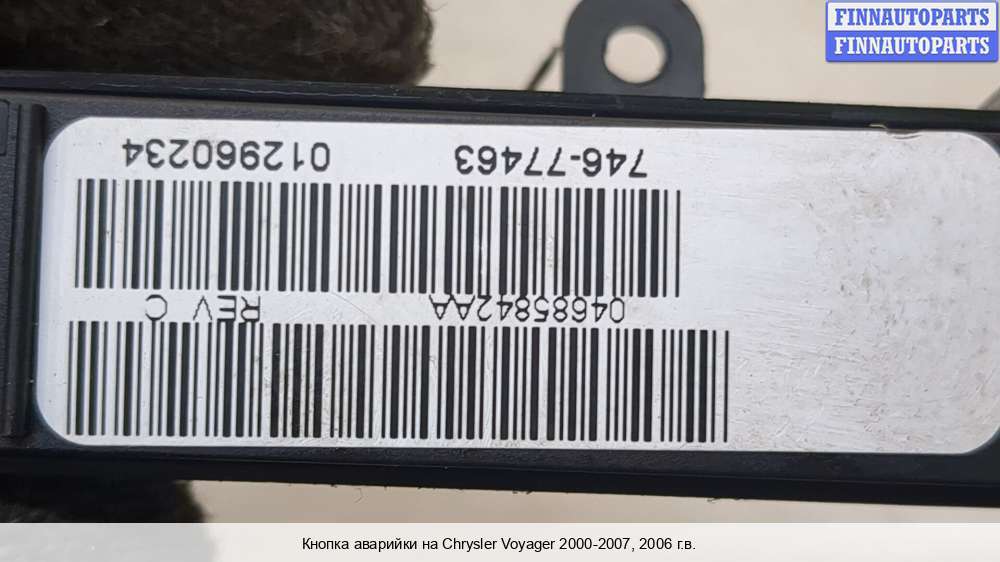 FINNAUTOPARTS
FINNAUTOPARTS
04685842AA REV C
746-77463 012960234
Кнопка аварийки на Chrysler Voyager 2000-2007, 2006 г.в.